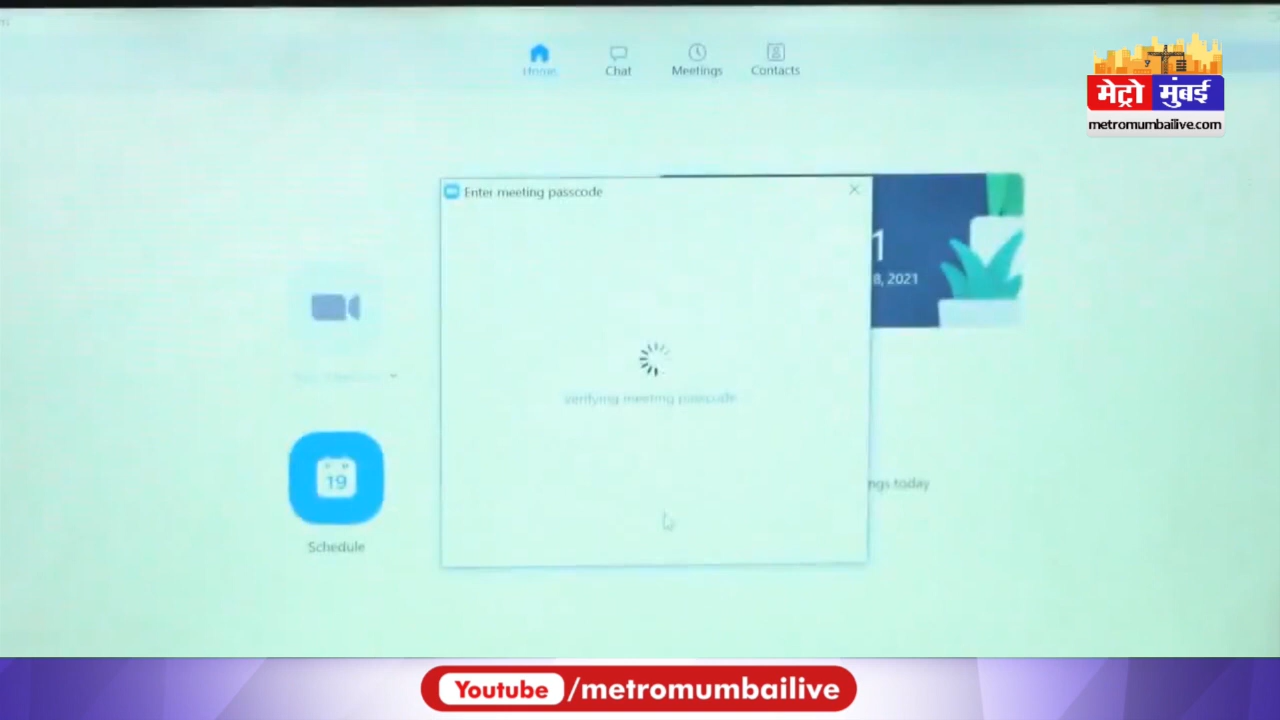 Home
Chat
Meetings
Contacts
मेट्रो मुंबई
metromumbailive.com
Enter meeting passcode
1
8, 2021
verifying meeting passcode
19
ngs today
Schedule
Youtube /metromumbailive